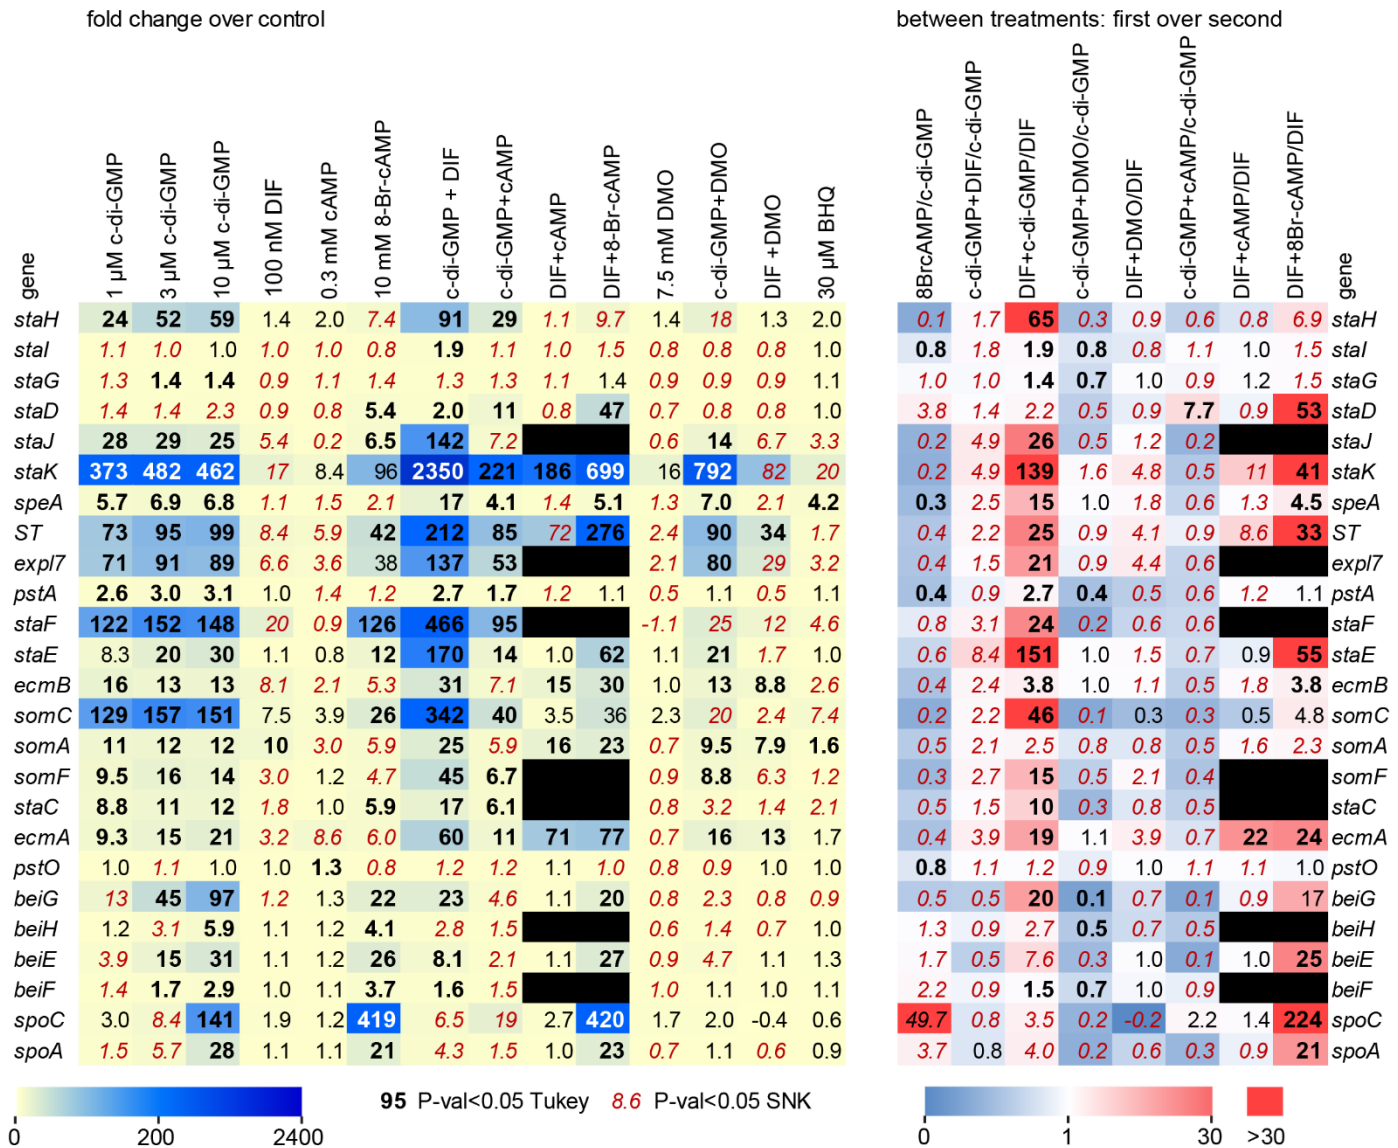 fold change over control
between treatments: first over second
gene 1 µM c-di-GMP 3 µM c-di-GMP 10 µM c-di-GMP 100 nM DIF 0.3 mM cAMP 10 mM 8-Br-cAMP c-di-GMP + DIF c-di-GMP+cAMP DIF+cAMP DIF+8-Br-cAMP 7.5 mM DMO c-di-GMP+DMO DIF +DMO 30 µM BHQ 8BrcAMP/c-di-GMP c-di-GMP+DIF/c-di-GMP DIF+c-di-GMP/DIF c-di-GMP+DMO/c-di-GMP DIF+DMO/DIF c-di-GMP+cAMP/c-di-GMP DIF+cAMP/DIF DIF+8Br-cAMP/DIF gene
staH 24 52 59 1.4 2.0 7.4 91 29 1.1 9.7 1.4 18 1.3 2.0 0.1 1.7 65 0.3 0.9 0.6 0.8 6.9 staH
staI 1.1 1.0 1.0 1.0 1.0 0.8 1.9 1.1 1.0 1.5 0.8 0.8 0.8 1.0 0.8 1.8 1.9 0.8 0.8 1.1 1.0 1.5 staI
staG 1.3 1.4 1.4 0.9 1.1 1.4 1.3 1.3 1.1 1.4 0.9 0.9 0.9 1.1 1.0 1.0 1.4 0.7 1.0 0.9 1.2 1.5 staG
staD 1.4 1.4 2.3 0.9 0.8 5.4 2.0 11 0.8 47 0.7 0.8 0.8 1.0 3.8 1.4 2.2 0.5 0.9 7.7 0.9 53 staD
staJ 28 29 25 5.4 0.2 6.5 142 7.2 0.6 14 6.7 3.3 0.2 4.9 26 0.5 1.2 0.2 staJ
staK 373 482 462 17 8.4 96 2350 221 186 699 16 792 82 20 0.2 4.9 139 1.6 4.8 0.5 11 41 staK
speA 5.7 6.9 6.8 1.1 1.5 2.1 17 4.1 1.4 5.1 1.3 7.0 2.1 4.2 0.3 2.5 15 1.0 1.8 0.6 1.3 4.5 speA
ST 73 95 99 8.4 5.9 42 212 85 72 276 2.4 90 34 1.7 0.4 2.2 25 0.9 4.1 0.9 8.6 33 ST
expl7 71 91 89 6.6 3.6 38 137 53 2.1 80 29 3.2 0.4 1.5 21 0.9 4.4 0.6 expl7
pstA 2.6 3.0 3.1 1.0 1.4 1.2 2.7 1.7 1.2 1.1 0.5 1.1 0.5 1.1 0.4 0.9 2.7 0.4 0.5 0.6 1.2 1.1 pstA
staF 122 152 148 20 0.9 126 466 95 -1.1 25 12 4.6 0.8 3.1 24 0.2 0.6 0.6 staF
staE 8.3 20 30 1.1 0.8 12 170 14 1.0 62 1.1 21 1.7 1.0 0.6 8.4 151 1.0 1.5 0.7 0.9 55 staE
ecmB 16 13 13 8.1 2.1 5.3 31 7.1 15 30 1.0 13 8.8 2.6 0.4 2.4 3.8 1.0 1.1 0.5 1.8 3.8 ecmB
somC 129 157 151 7.5 3.9 26 342 40 3.5 36 2.3 20 2.4 7.4 0.2 2.2 46 0.1 0.3 0.3 0.5 4.8 somC
somA 11 12 12 10 3.0 5.9 25 5.9 16 23 0.7 9.5 7.9 1.6 0.5 2.1 2.5 0.8 0.8 0.5 1.6 2.3 somA
somF 9.5 16 14 3.0 1.2 4.7 45 6.7 0.9 8.8 6.3 1.2 0.3 2.7 15 0.5 2.1 0.4 somF
staC 8.8 11 12 1.8 1.0 5.9 17 6.1 0.8 3.2 1.4 2.1 0.5 1.5 10 0.3 0.8 0.5 staC
ecmA 9.3 15 21 3.2 8.6 6.0 60 11 71 77 0.7 16 13 1.7 0.4 3.9 19 1.1 3.9 0.7 22 24 ecmA
pstO 1.0 1.1 1.0 1.0 1.3 0.8 1.2 1.2 1.1 1.0 0.8 0.9 1.0 1.0 0.8 1.1 1.2 0.9 1.0 1.1 1.1 1.0 pstO
beiG 13 45 97 1.2 1.3 22 23 4.6 1.1 20 0.8 2.3 0.8 0.9 0.5 0.5 20 0.1 0.7 0.1 0.9 17 beiG
beiH 1.2 3.1 5.9 1.1 1.2 4.1 2.8 1.5 0.6 1.4 0.7 1.0 1.3 0.9 2.7 0.5 0.7 0.5 beiH
beiE 3.9 15 31 1.1 1.2 26 8.1 2.1 1.1 27 0.9 4.7 1.1 1.3 1.7 0.5 7.6 0.3 1.0 0.1 1.0 25 beiE
beiF 1.4 1.7 2.9 1.0 1.1 3.7 1.6 1.5 1.0 1.1 1.0 1.1 2.2 0.9 1.5 0.7 1.0 0.9 beiF
spoC 3.0 8.4 141 1.9 1.2 419 6.5 19 2.7 420 1.7 2.0 -0.4 0.6 49.7 0.8 3.5 0.2 -0.2 2.2 1.4 224 spoC
spoA 1.5 5.7 28 1.1 1.1 21 4.3 1.5 1.0 23 0.7 1.1 0.6 0.9 3.7 0.8 4.0 0.2 0.6 0.3 0.9 21 spoA
95 P-val<0.05 Tukey 8.6 P-val<0.05 SNK
0 200 2400 0 1 30 >30